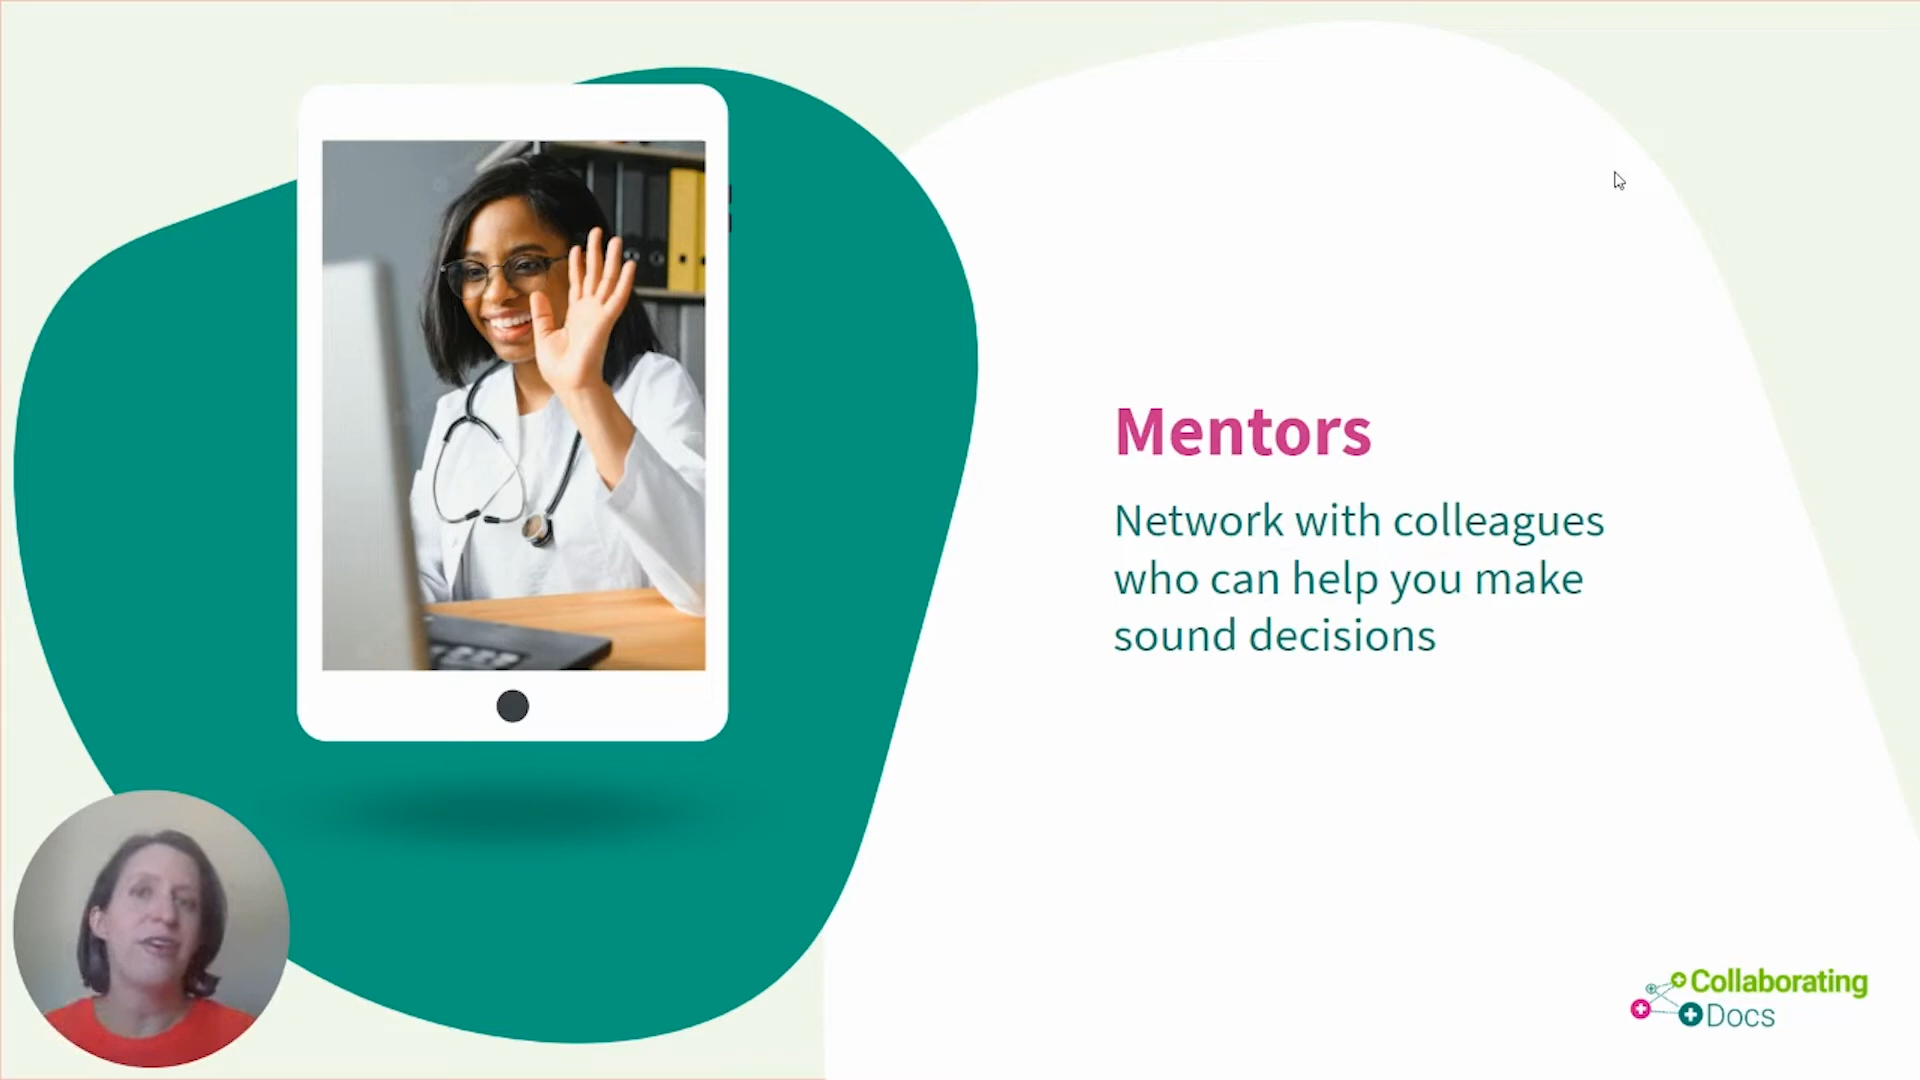 Mentors
Network with colleagues
who can help you make
sound decisions
Collaborating
Docs